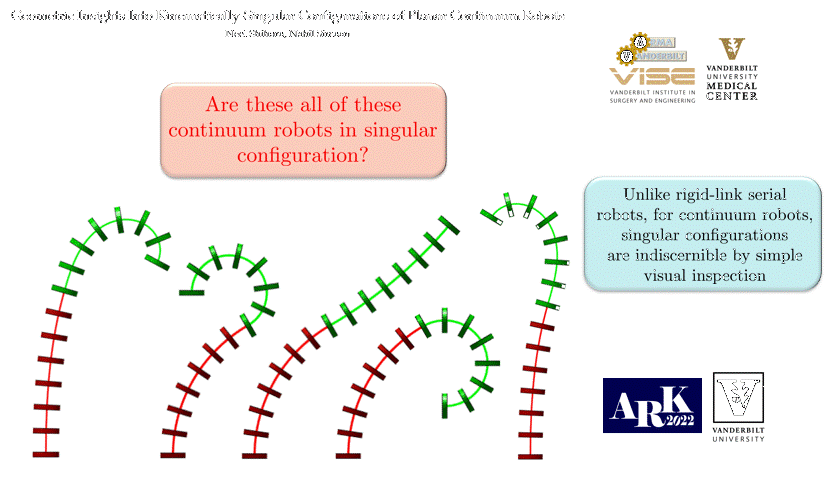 Geometric Insights into Kinematically Singular Configurations of Planar Continuum Robots
Nabil Simaan
ARMA
VANDERBILT
ViSE
VANDERBILT INSTITUTE IN
SURGERY AND ENGINEERING
VANDERBILT
UNIVERSITY
MEDICAL
CENTER
Are these all of these
continuum robots in singular
configuration?
Unlike rigid-link serial
robots, for continuum robots,
singular configurations
are indiscernible by simple
visual inspection
ARK
2022
V
VANDERBILT
UNIVERSITY